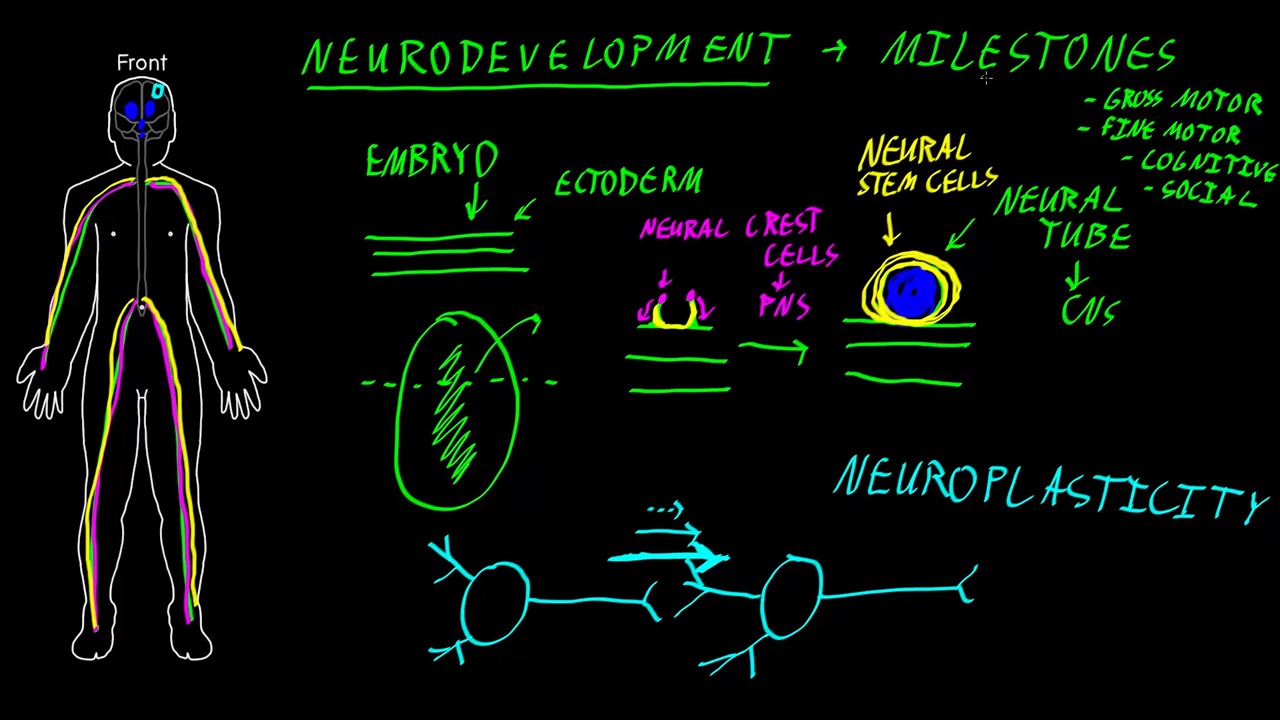 Front
NEURODEVELOPMENT → MILESTONES
- GROSS MOTOR
- FINE MOTOR
- COGNITIVE
- SOCIAL
EMBRYO
ECTODERM
NEURAL CREST
CELLS
PNS
NEURAL
STEM CELLS
NEURAL
TUBE
CNS
NEUROPLASTICITY